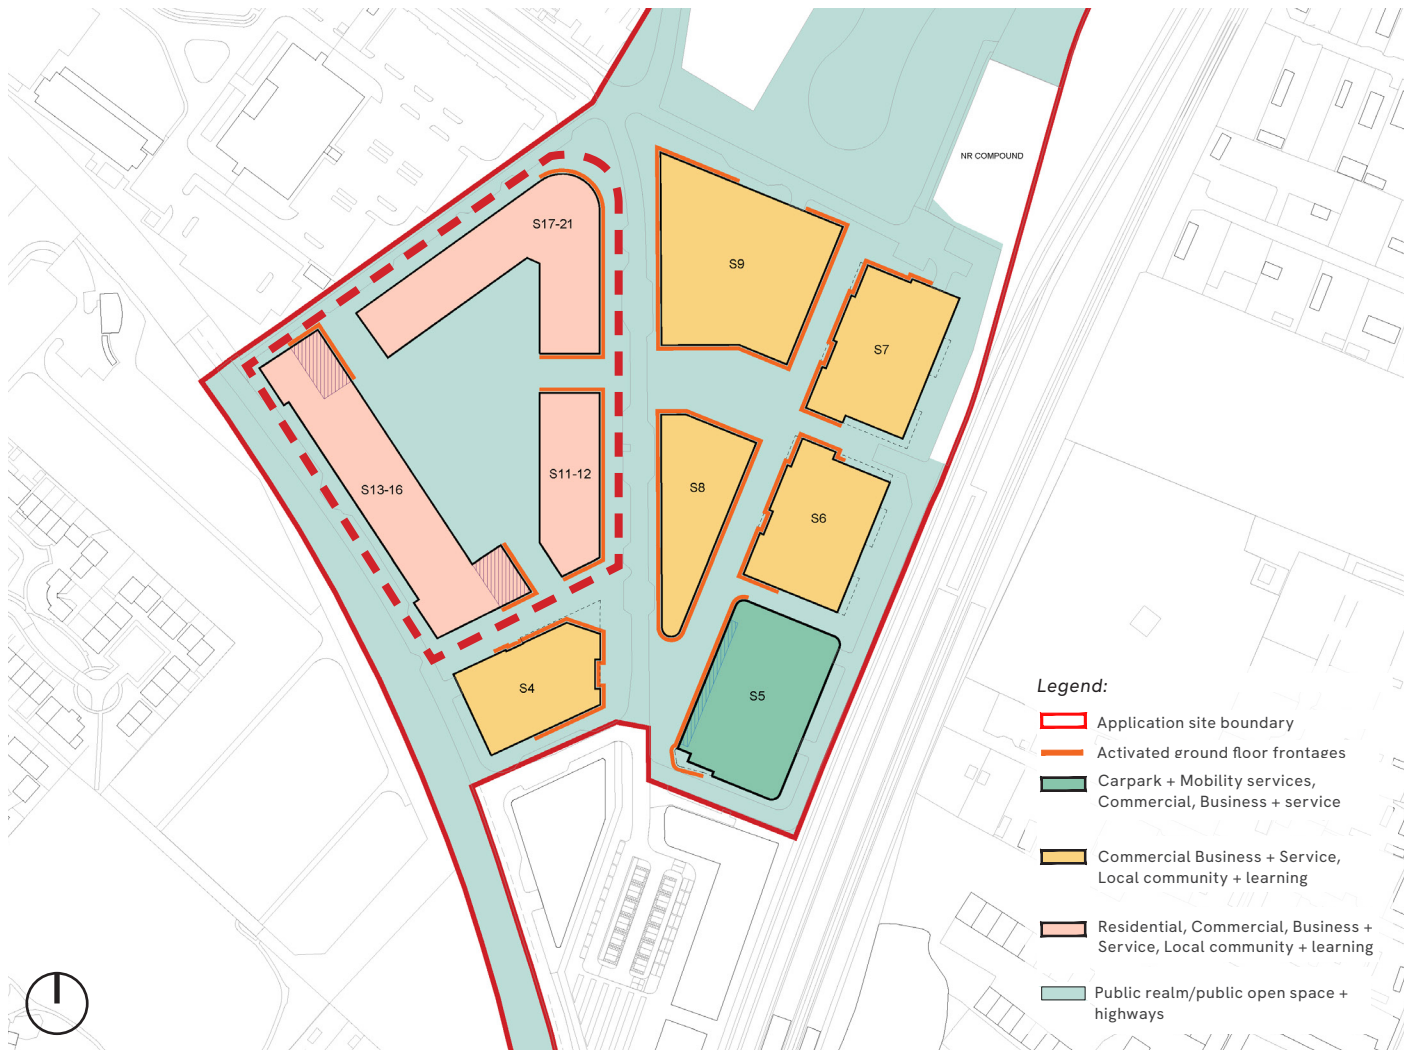 NR COMPOUND
S17-21
S9
S7
S11-12
S8
S13-16
S6
S4
S5
Legend:
Application site boundary
Activated ground floor frontages
Carpark + Mobility services,
Commercial, Business + service
Commercial Business + Service,
Local community + learning
Residential, Commercial, Business +
Service, Local community + learning
Public realm/public open space +
highways